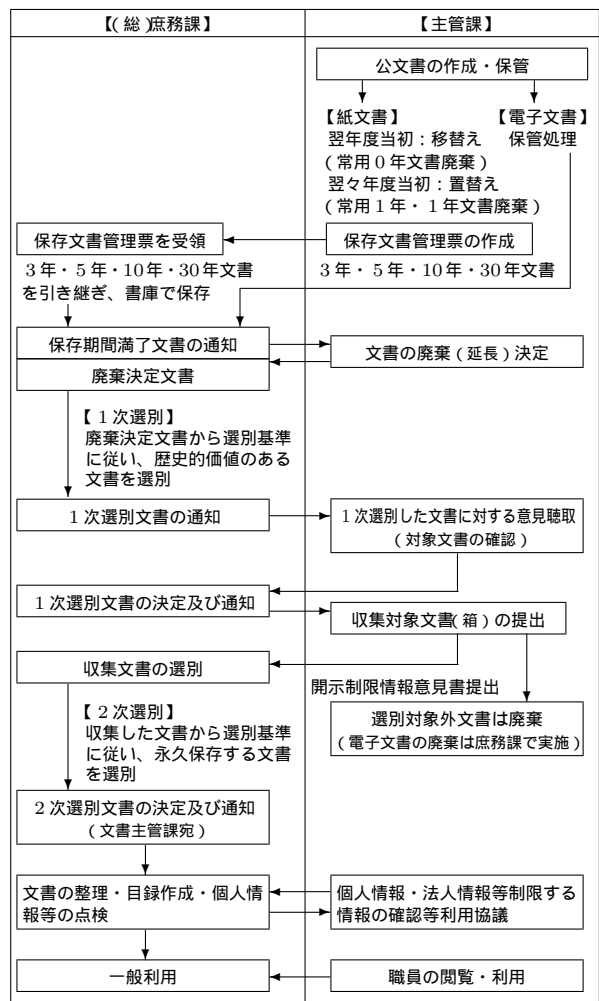 【(総)庶務課】
【主管課】
公文書の作成・保管
【紙文書】
翌年度当初：移替え
(常用0年文書廃棄)
翌々年度当初：置替え
(常用1年・1年文書廃棄)
【電子文書】
保管処理
保存文書管理票を受領
保存文書管理票の作成
3年・5年・10年・30年文書
を引き継ぎ、書庫で保存
3年・5年・10年・30年文書
保存期間満了文書の通知
文書の廃棄(延長)決定
廃棄決定文書
【1次選別】
廃棄決定文書から選別基準
に従い、歴史的価値のある
文書を選別
1次選別文書の通知
1次選別した文書に対する意見聴取
(対象文書の確認)
1次選別文書の決定及び通知
収集対象文書(箱)の提出
収集文書の選別
開示制限情報意見書提出
【2次選別】
収集した文書から選別基準
に従い、永久保存する文書
を選別
選別対象外文書は廃棄
(電子文書の廃棄は庶務課で実施)
2次選別文書の決定及び通知
(文書主管課宛)
文書の整理・目録作成・個人情
報等の点検
個人情報・法人情報等制限する
情報の確認等利用協議
一般利用
職員の閲覧・利用